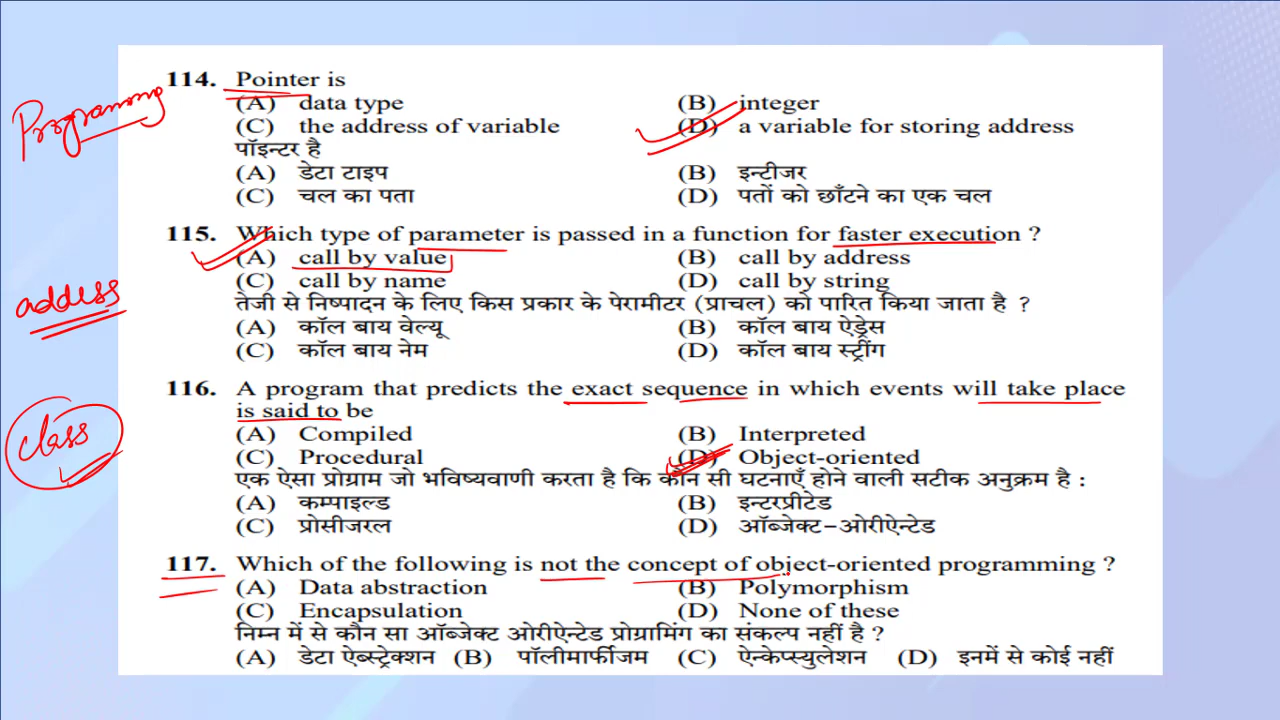 114. Pointer is
(A) data type (B) integer
(C) the address of variable (D) a variable for storing address
पॉइन्टर है
(A) डेटा टाइप (B) इन्टीजर
(C) चल का पता (D) पतों को छाँटने का एक चल
115. Which type of parameter is passed in a function for faster execution ?
(A) call by value (B) call by address
(C) call by name (D) call by string
तेजी से निष्पादन के लिए किस प्रकार के पेरामीटर (प्राचल) को पारित किया जाता है ?
(A) कॉल बाय वेल्यू (B) कॉल बाय ऐड्रेस
(C) कॉल बाय नेम (D) कॉल बाय स्ट्रींग
116. A program that predicts the exact sequence in which events will take place
is said to be
(A) Compiled (B) Interpreted
(C) Procedural (D) Object-oriented
एक ऐसा प्रोग्राम जो भविष्यवाणी करता है कि कौन सी घटनाएँ होने वाली सटीक अनुक्रम है :
(A) कम्पाइल्ड (B) इन्टरप्रीटेड
(C) प्रोसीजरल (D) ऑब्जेक्ट-ओरीऐन्टेड
117. Which of the following is not the concept of object-oriented programming ?
(A) Data abstraction (B) Polymorphism
(C) Encapsulation (D) None of these
निम्न में से कौन सा ऑब्जेक्ट ओरीऐन्टेड प्रोग्रामिंग का संकल्प नहीं है ?
(A) डेटा ऐब्स्ट्रेक्शन (B) पॉलीमार्फीजम (C) ऐन्केप्स्युलेशन (D) इनमें से कोई नहीं
addess
class